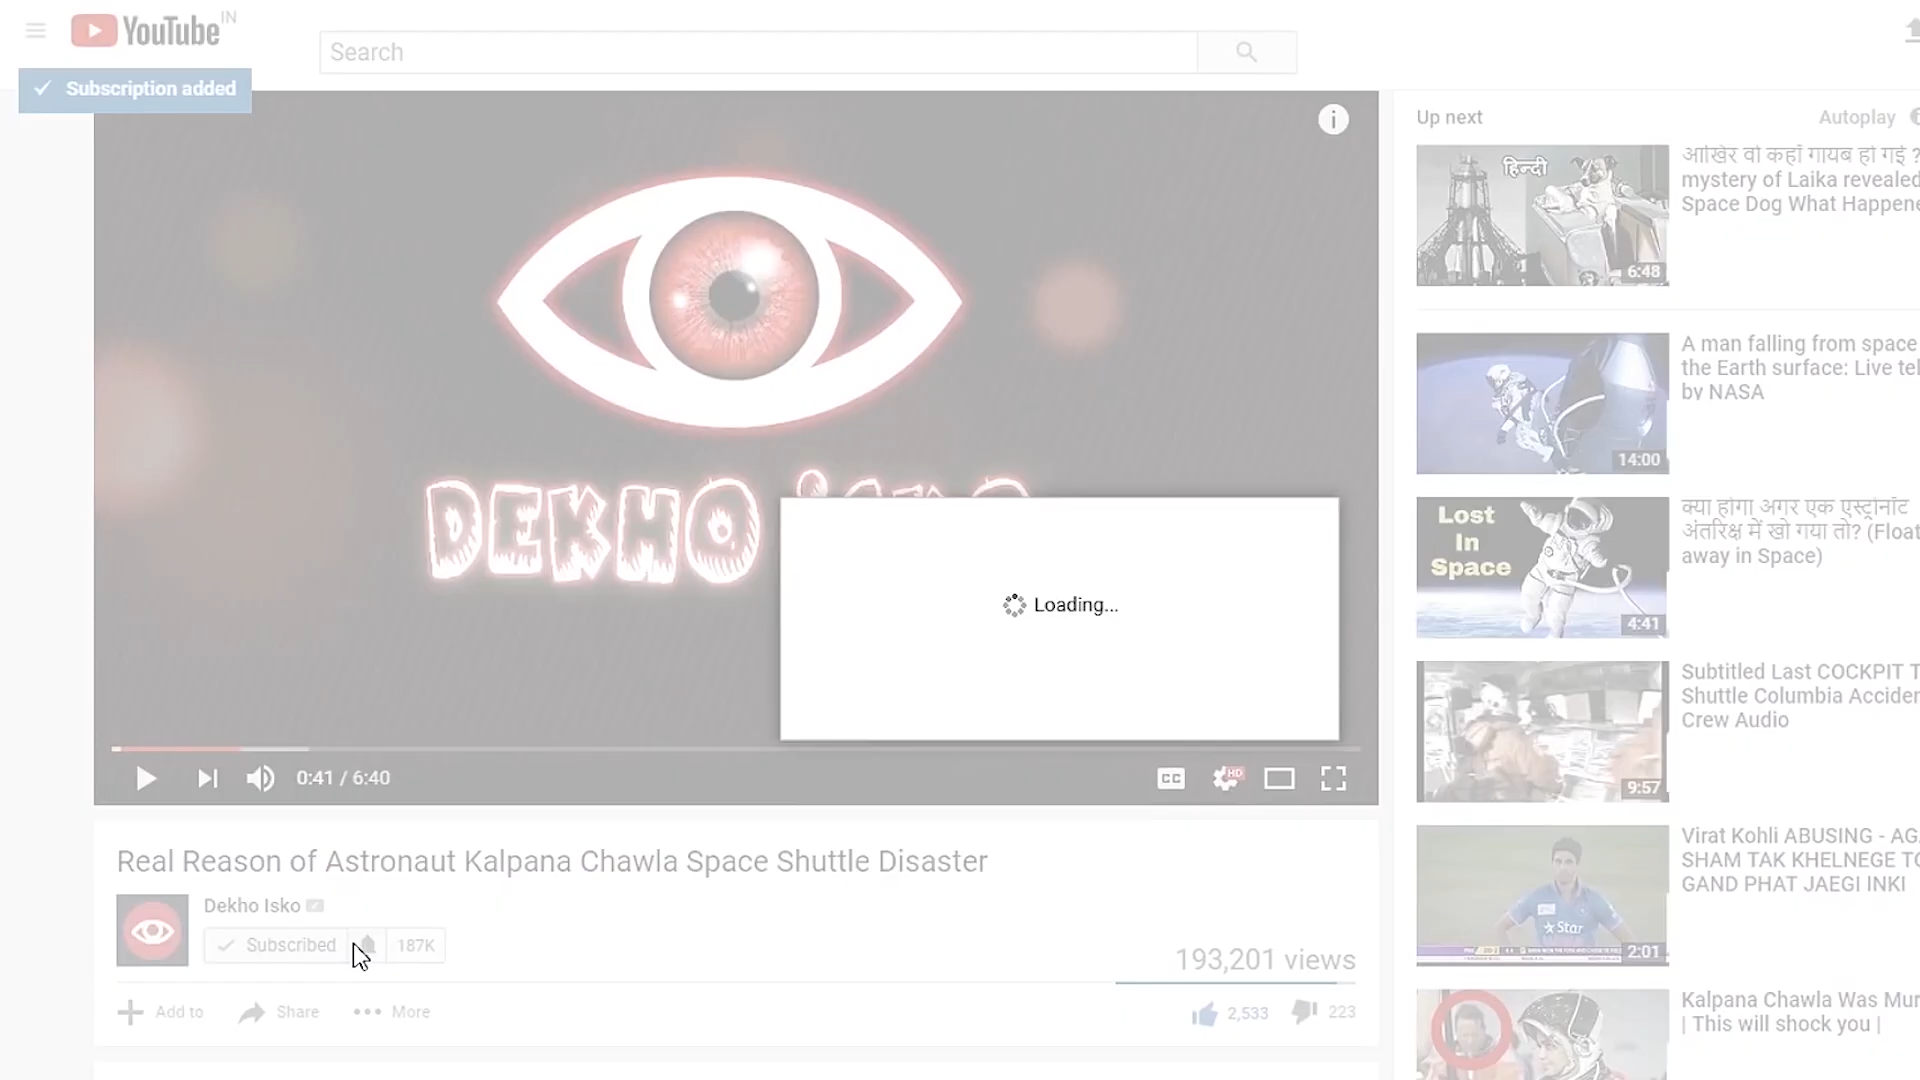 YouTube IN
Search
Subscription added
DEKHO
Loading...
0:41 / 6:40
CC
HD
Real Reason of Astronaut Kalpana Chawla Space Shuttle Disaster
Dekho Isko
Subscribed
187K
193,201 views
Add to
Share
More
2,533
223
Up next
Autoplay
हिन्दी
6:48
आखिर वो कहाँ गायब हो गई ?
mystery of Laika revealed
Space Dog What Happene
14:00
A man falling from space
the Earth surface: Live tel
by NASA
Lost
In
Space
4:41
क्या होगा अगर एक एस्ट्रोनॉट
अंतरिक्ष में खो गया तो? (Float
away in Space)
9:57
Subtitled Last COCKPIT T
Shuttle Columbia Acciden
Crew Audio
Star
2:01
Virat Kohli ABUSING - AG
SHAM TAK KHELNEGE TO
GAND PHAT JAEGI INKI
Kalpana Chawla Was Mur
| This will shock you |